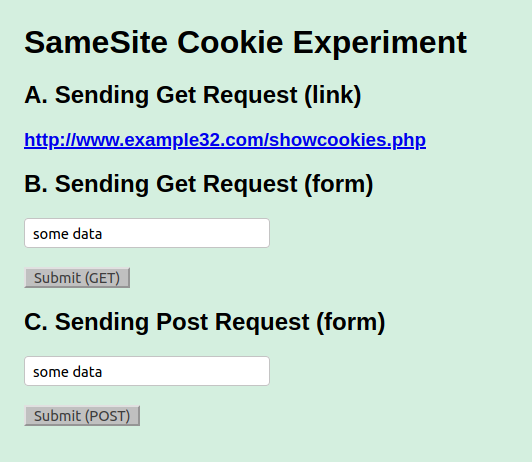 SameSite Cookie Experiment
A. Sending Get Request (link)
http://www.example32.com/showcookies.php
B. Sending Get Request (form)
some data
Submit (GET)
C. Sending Post Request (form)
some data
Submit (POST)